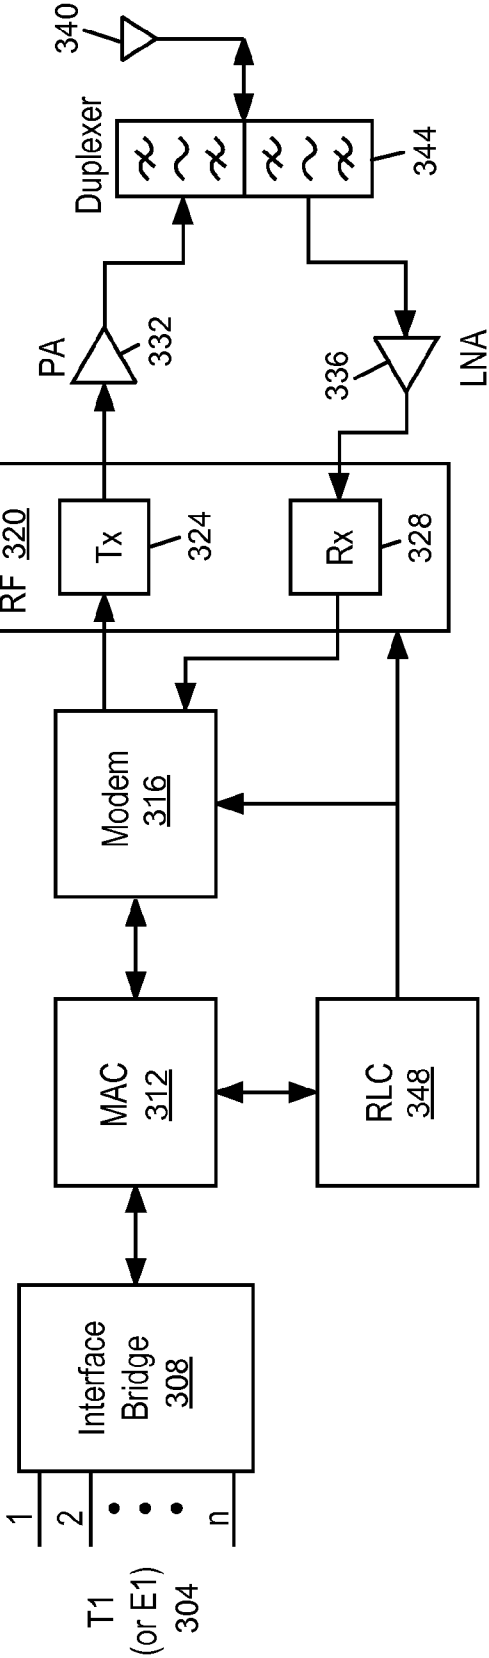 T1
(or E1)
304
1
2
n
Interface
Bridge
308
MAC
312
RLC
348
Modem
316
RF 320
Tx
324
Rx
328
PA
332
336
LNA
Duplexer
344
340